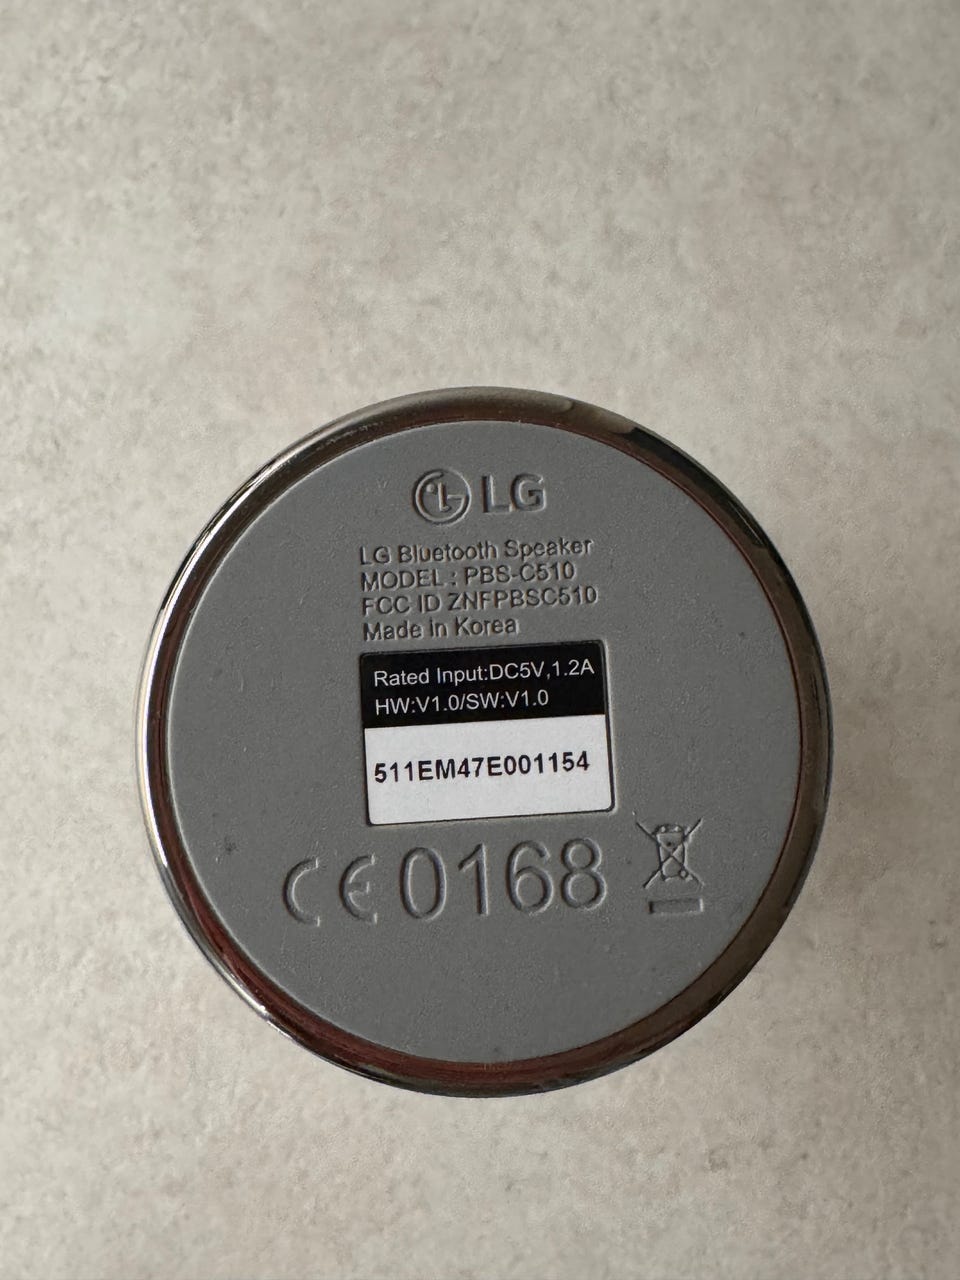 LG
LG Bluetooth Speaker
MODEL : PBS-C510
FCC ID ZNFPBSC510
Made in Korea
Rated Input:DC5V,1.2A
HW:V1.0/SW:V1.0
511EM47E001154
CE0168